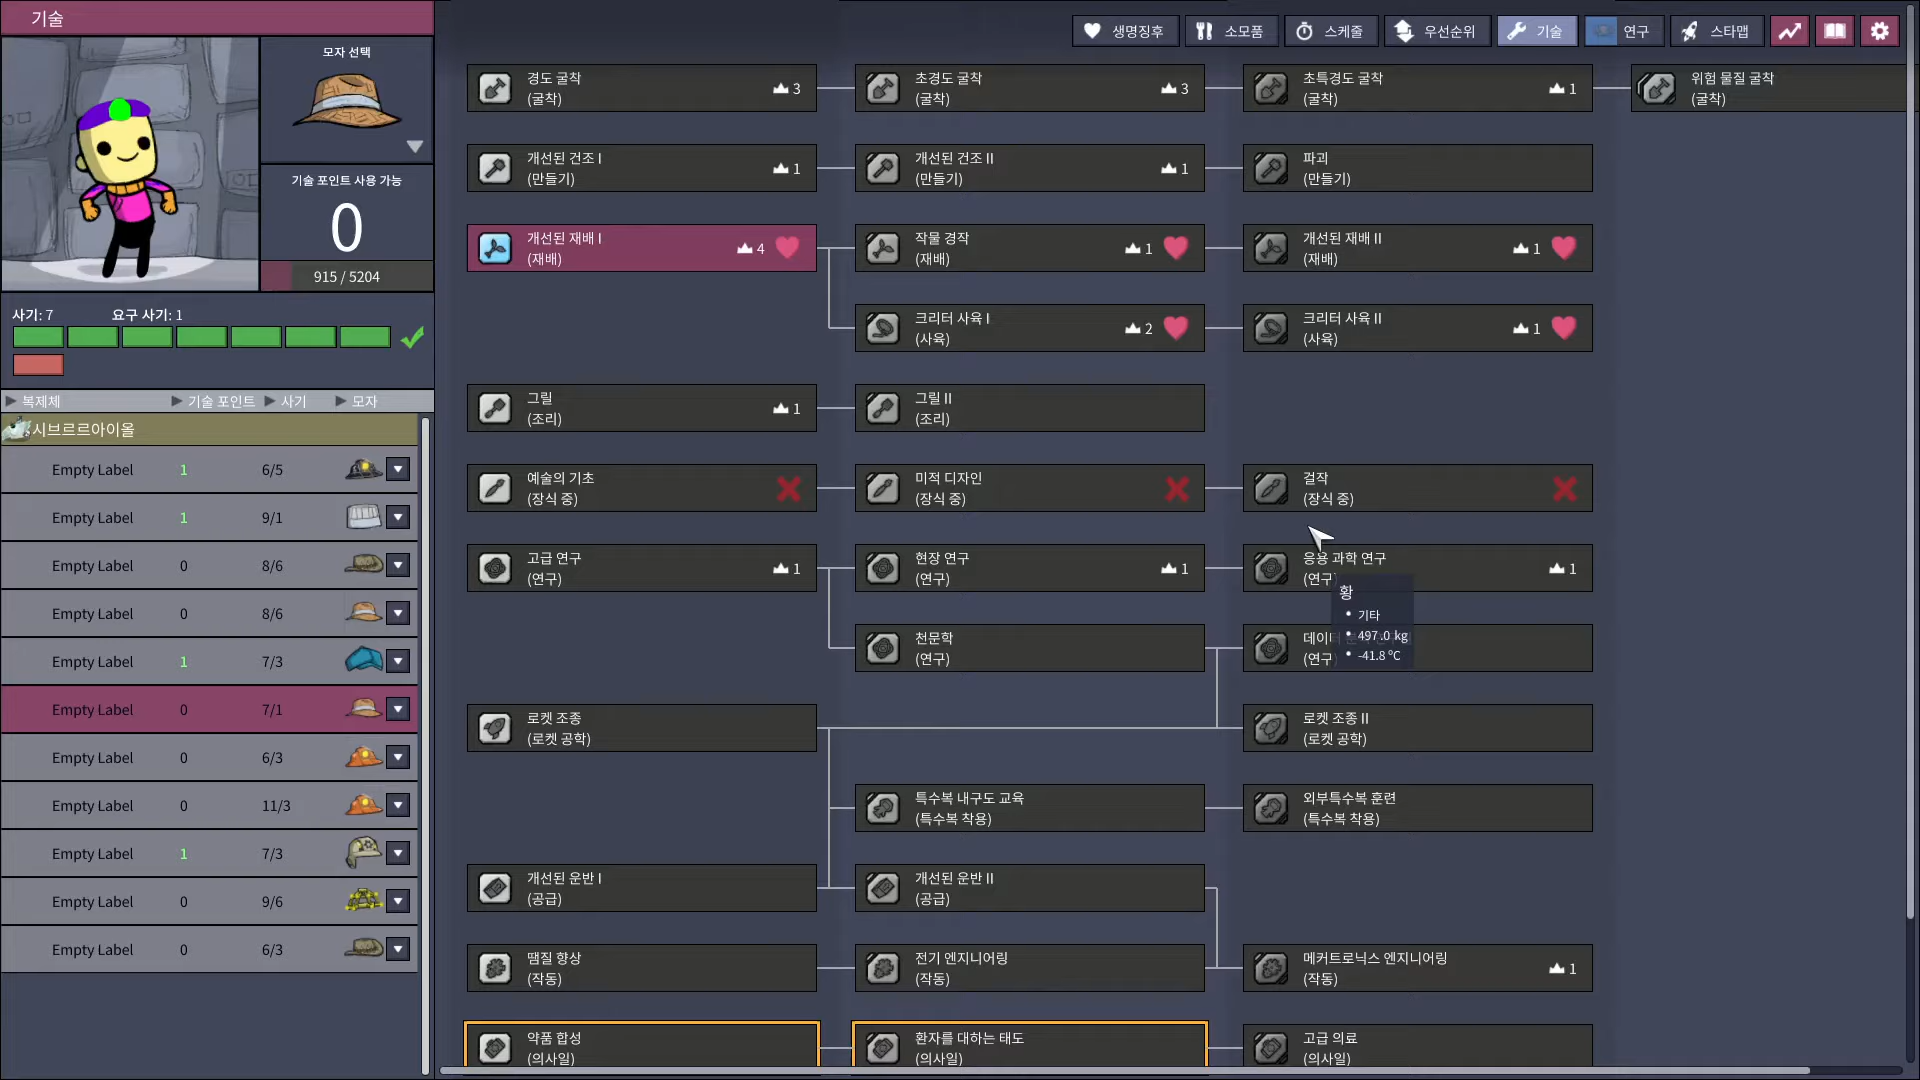 기술
모자 선택
기술 포인트 사용 가능
0
915 / 5204
사기: 7
요구 사기: 1
복제체
기술 포인트
사기
모자
시브르르아이올
Empty Label 1 6/5
Empty Label 1 9/1
Empty Label 0 8/6
Empty Label 0 8/6
Empty Label 1 7/3
Empty Label 0 7/1
Empty Label 0 6/3
Empty Label 0 11/3
Empty Label 1 7/3
Empty Label 0 9/6
Empty Label 0 6/3
생명징후
소모품
스케줄
우선순위
기술
연구
스타맵
경도 굴착
(굴착)
3
초경도 굴착
(굴착)
3
초특경도 굴착
(굴착)
1
위험 물질 굴착
(굴착)
개선된 건조 I
(만들기)
1
개선된 건조 II
(만들기)
1
파괴
(만들기)
개선된 재배 I
(재배)
4
작물 경작
(재배)
1
개선된 재배 II
(재배)
1
크리터 사육 I
(사육)
2
크리터 사육 II
(사육)
1
그릴
(조리)
1
그릴 II
(조리)
예술의 기초
(장식 중)
미적 디자인
(장식 중)
걸작
(장식 중)
고급 연구
(연구)
1
현장 연구
(연구)
1
응용 과학 연구
(연구
1
황
• 기타
• 497.0 kg
• -41.8 ºC
천문학
(연구)
(연구
로켓 조종
(로켓 공학)
로켓 조종 II
(로켓 공학)
특수복 내구도 교육
(특수복 착용)
외부특수복 훈련
(특수복 착용)
개선된 운반 I
(공급)
개선된 운반 II
(공급)
땜질 향상
(작동)
전기 엔지니어링
(작동)
메커트로닉스 엔지니어링
(작동)
1
약품 합성
(의사일)
환자를 대하는 태도
(의사일)
고급 의료
(의사일)